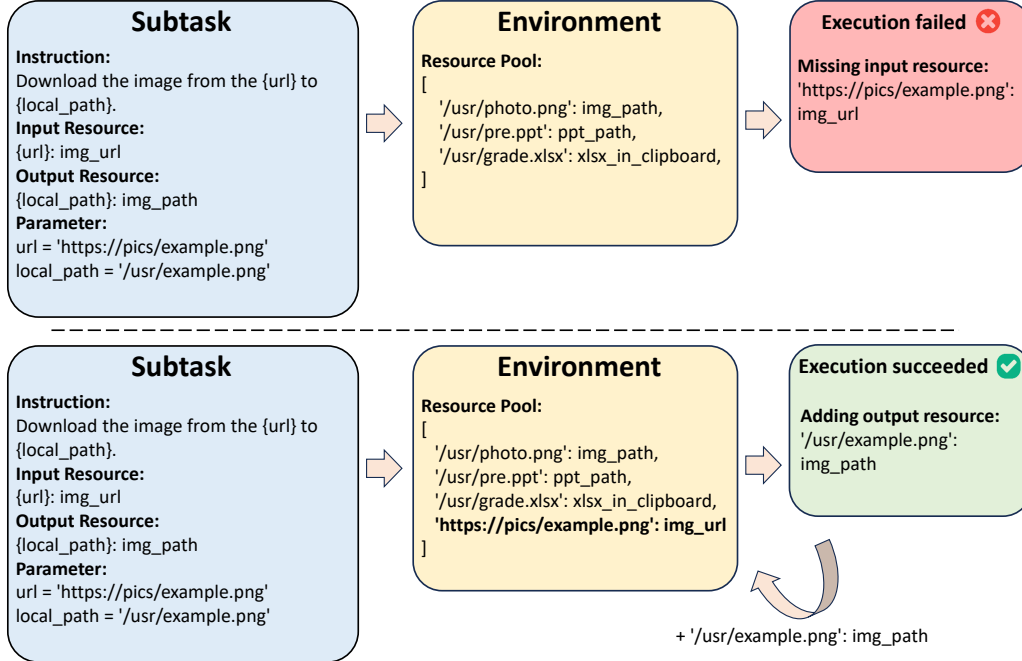 Subtask
Instruction:
Download the image from the {url} to
{local_path}.
Input Resource:
{url}: img_url
Output Resource:
{local_path}: img_path
Parameter:
url = 'https://pics/example.png'
local_path = '/usr/example.png'
Environment
Resource Pool:
[
'/usr/photo.png': img_path,
'/usr/pre.ppt': ppt_path,
'/usr/grade.xlsx': xlsx_in_clipboard,
]
Execution failed
Missing input resource:
'https://pics/example.png':
img_url
Subtask
Instruction:
Download the image from the {url} to
{local_path}.
Input Resource:
{url}: img_url
Output Resource:
{local_path}: img_path
Parameter:
url = 'https://pics/example.png'
local_path = '/usr/example.png'
Environment
Resource Pool:
[
'/usr/photo.png': img_path,
'/usr/pre.ppt': ppt_path,
'/usr/grade.xlsx': xlsx_in_clipboard,
'https://pics/example.png': img_url
]
Execution succeeded
Adding output resource:
'/usr/example.png':
img_path
+ '/usr/example.png': img_path